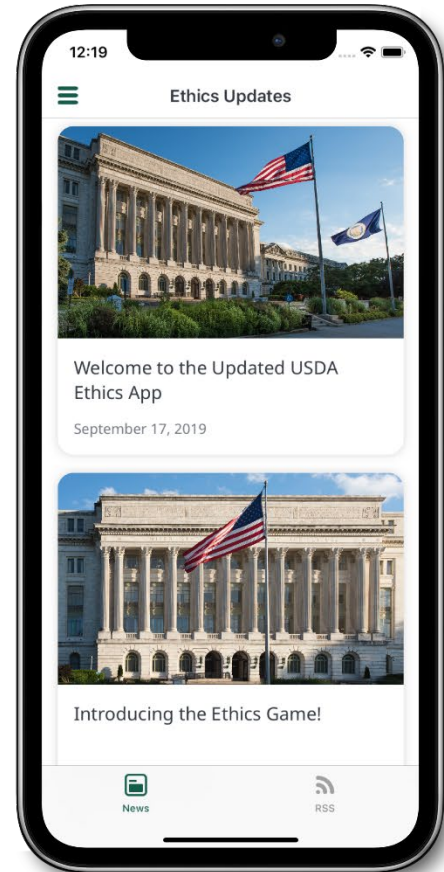 12:19
Ethics Updates
Welcome to the Updated USDA
Ethics App
September 17, 2019
Introducing the Ethics Game!
News
RSS